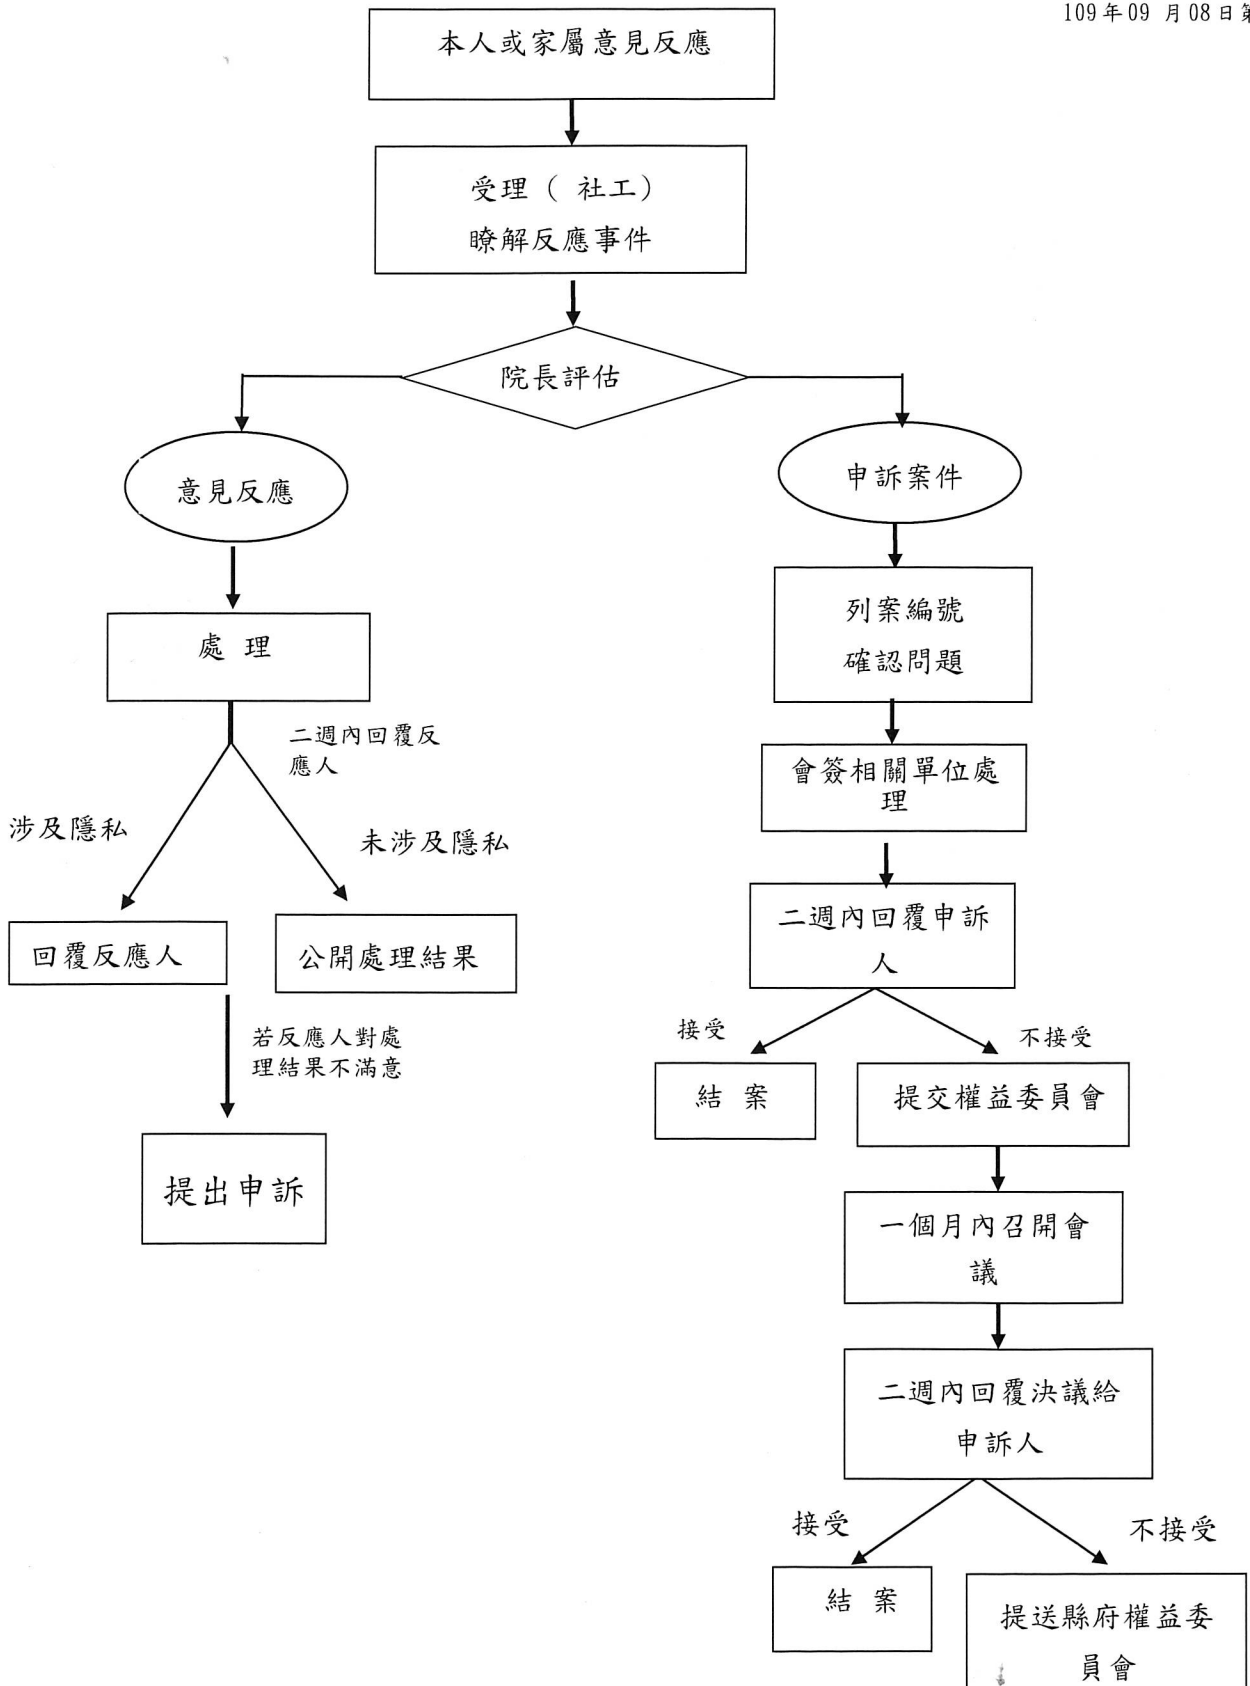 109年09 月08日第
本人或家屬意見反應
受理 ( 社工)
瞭解反應事件
院長評估
意見反應
申訴案件
處 理
列案編號
確認問題
二週內回覆反
應人
會簽相關單位處
理
涉及隱私
未涉及隱私
回覆反應人
公開處理結果
二週內回覆申訴
人
若反應人對處
理結果不滿意
接受
不接受
結 案
提交權益委員會
提出申訴
一個月內召開會
議
二週內回覆決議給
申訴人
接受
不接受
結 案
提送縣府權益委
員會